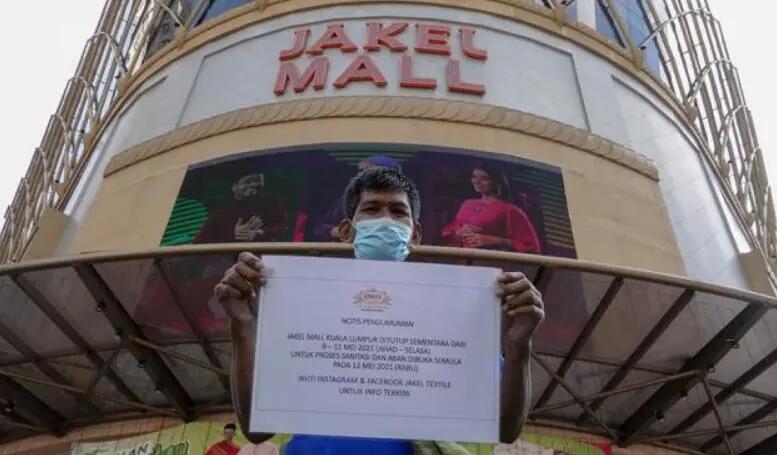 JAKEL
MALL
JAKEL
NOTIS PENGUMUMAN
JAKEL MALL KUALA LUMPUR DITUTUP SEMENTARA DARI
9 – 11 MEI 2021 (AHAD – SELASA)
UNTUK PROSES SANITASI DAN AKAN DIBUKA SEMULA
PADA 12 MEI 2021 (RABU)
IKUTI INSTAGRAM & FACEBOOK JAKEL TEXTILE
UNTUK INFO TERKINI